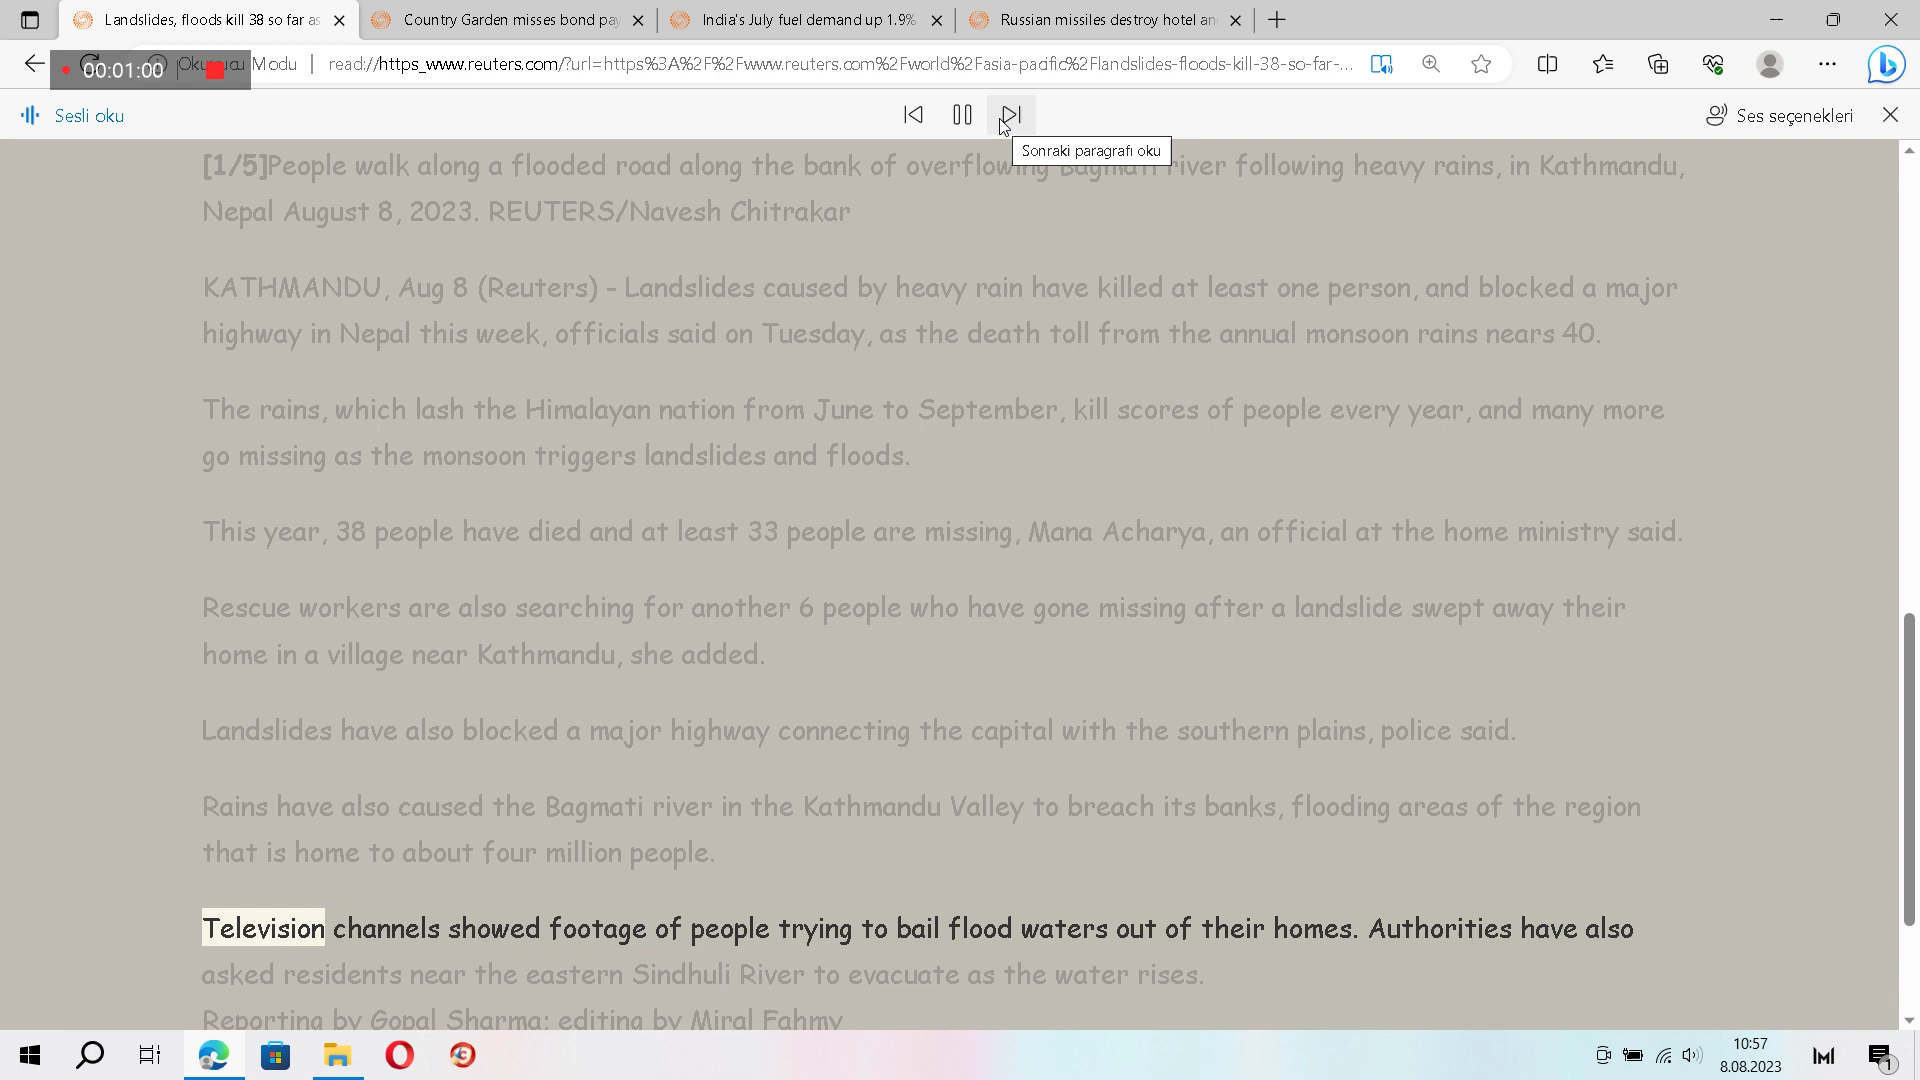 Landslides, floods kill 38 so far as
Country Garden misses bond pay
India's July fuel demand up 1.9%
Russian missiles destroy hotel an
00:01:00
Modu
read://https_www.reuters.com/?url=https%3A%2F%2Fwww.reuters.com%2Fworld%2Fasia-pacific%2Flandslides-floods-kill-38-so-far-...
Sesli oku
Ses seçenekleri
Sonraki paragrafı oku
[1/5]People walk along a flooded road along the bank of overflowing Bagmati river following heavy rains, in Kathmandu,
Nepal August 8, 2023. REUTERS/Navesh Chitrakar
KATHMANDU, Aug 8 (Reuters) - Landslides caused by heavy rain have killed at least one person, and blocked a major
highway in Nepal this week, officials said on Tuesday, as the death toll from the annual monsoon rains nears 40.
The rains, which lash the Himalayan nation from June to September, kill scores of people every year, and many more
go missing as the monsoon triggers landslides and floods.
This year, 38 people have died and at least 33 people are missing, Mana Acharya, an official at the home ministry said.
Rescue workers are also searching for another 6 people who have gone missing after a landslide swept away their
home in a village near Kathmandu, she added.
Landslides have also blocked a major highway connecting the capital with the southern plains, police said.
Rains have also caused the Bagmati river in the Kathmandu Valley to breach its banks, flooding areas of the region
that is home to about four million people.
Television channels showed footage of people trying to bail flood waters out of their homes. Authorities have also
asked residents near the eastern Sindhuli River to evacuate as the water rises.
Reporting by Gopal Sharma; editing by Miral Fahmy
10:57
8.08.2023
1